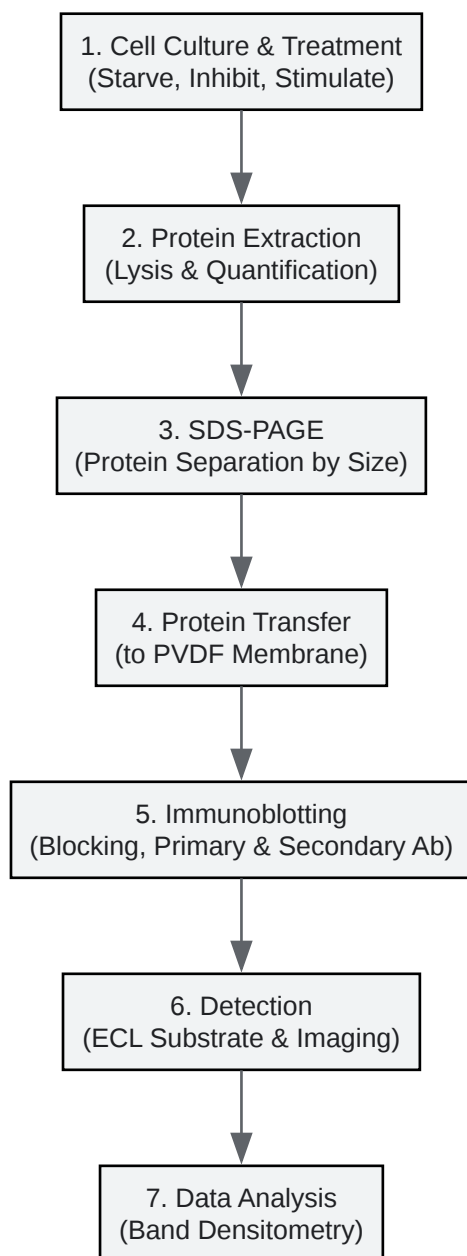 1. Cell Culture & Treatment
(Starve, Inhibit, Stimulate)
2. Protein Extraction
(Lysis & Quantification)
3. SDS-PAGE
(Protein Separation by Size)
4. Protein Transfer
(to PVDF Membrane)
5. Immunoblotting
(Blocking, Primary & Secondary Ab)
6. Detection
(ECL Substrate & Imaging)
7. Data Analysis
(Band Densitometry)